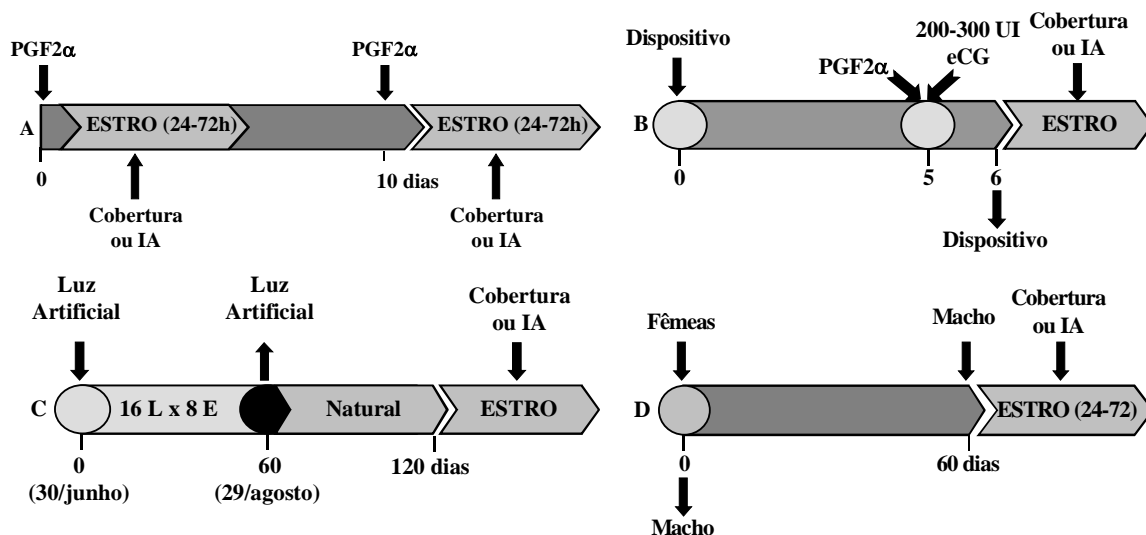 PGF2α
PGF2α
A
ESTRO (24-72h)
ESTRO (24-72h)
0
10 dias
Cobertura
ou IA
Cobertura
ou IA
Dispositivo
PGF2α
200-300 UI
eCG
Cobertura
ou IA
B
ESTRO
0
5
6
Dispositivo
Luz
Artificial
Luz
Artificial
Cobertura
ou IA
C
16 L x 8 E
Natural
ESTRO
0
(30/junho)
60
(29/agosto)
120 dias
Fêmeas
Macho
Cobertura
ou IA
D
ESTRO (24-72)
0
60 dias
Macho